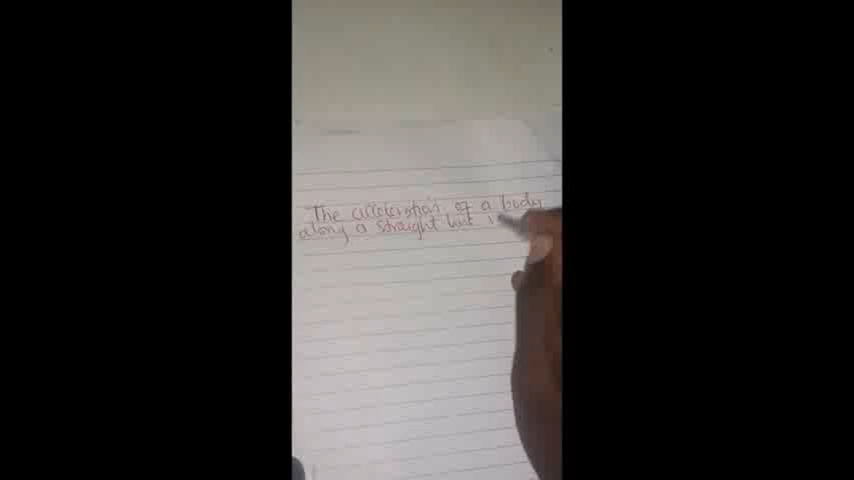 The acceleration of a body
along a straight line i